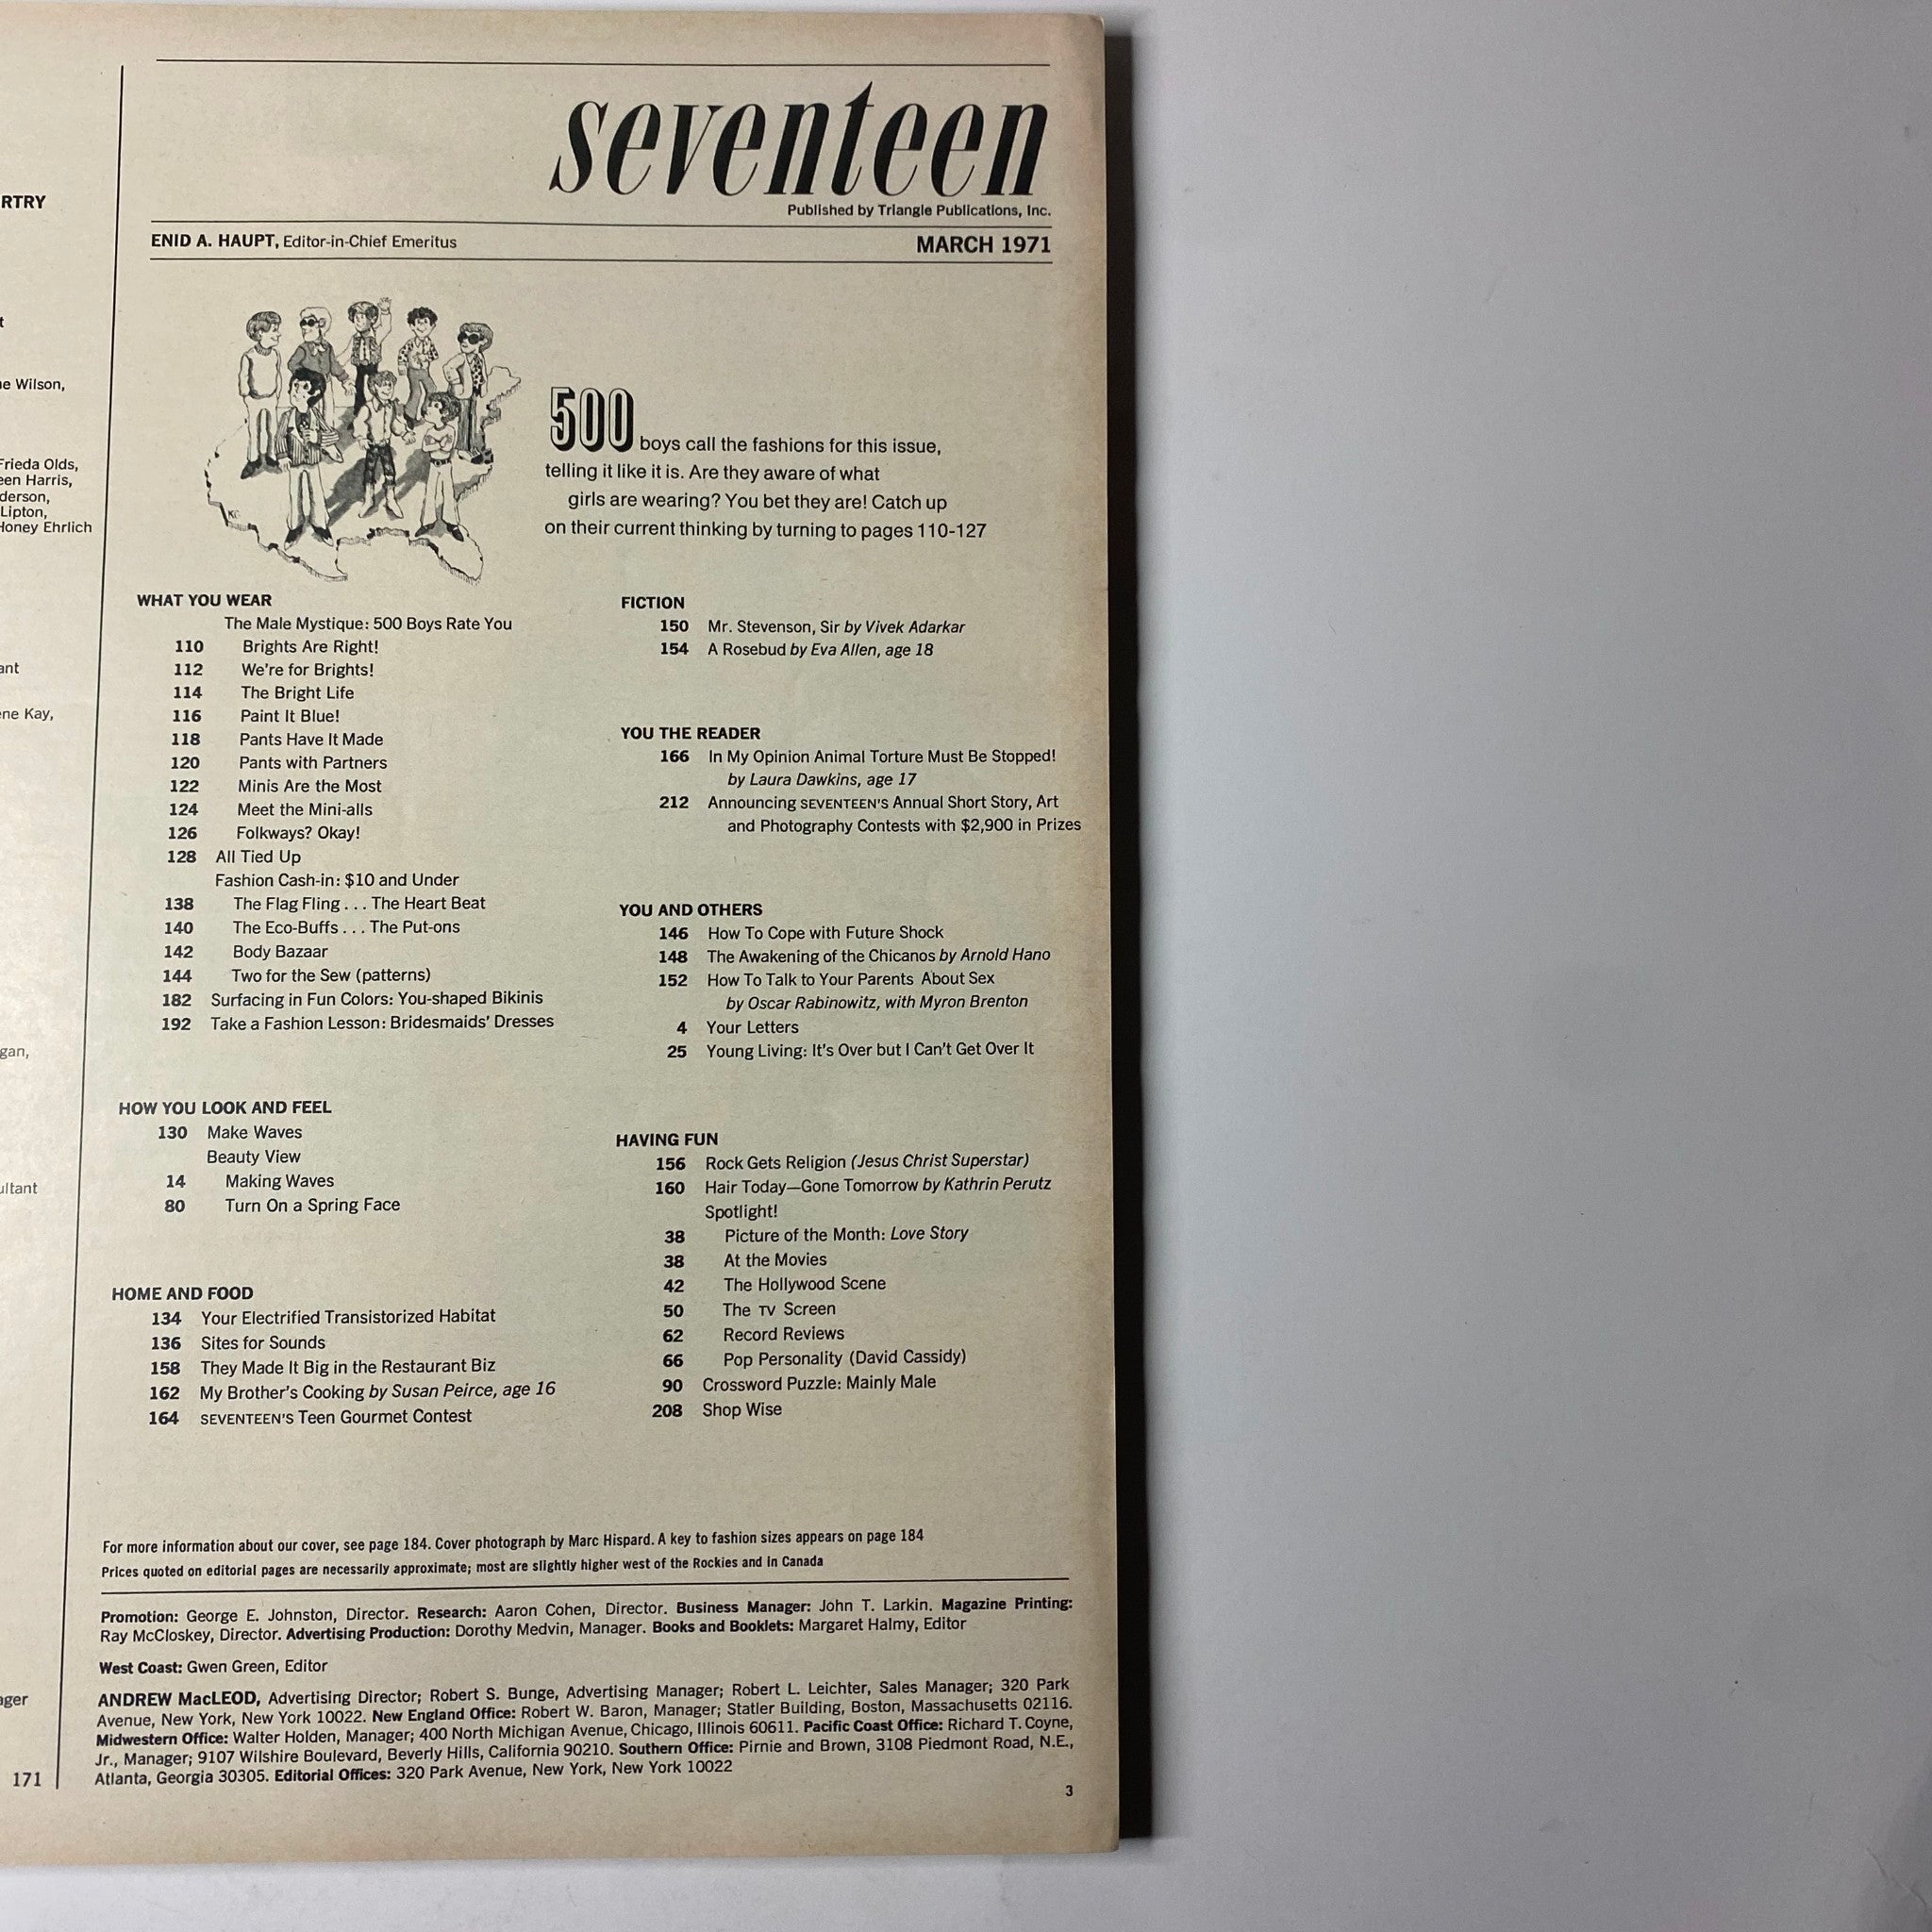 RTRY
t
ne Wilson,
Frieda Olds,
een Harris,
derson,
Lipton,
Honey Ehrlich
ant
ene Kay,
gan,
ultant
ager
171
seventeen
Published by Triangle Publications, Inc.
ENID A. HAUPT, Editor-in-Chief Emeritus
MARCH 1971
KC
500 boys call the fashions for this issue,
telling it like it is. Are they aware of what
girls are wearing? You bet they are! Catch up
on their current thinking by turning to pages 110-127
WHAT YOU WEAR
The Male Mystique: 500 Boys Rate You
110 Brights Are Right!
112 We're for Brights!
114 The Bright Life
116 Paint It Blue!
118 Pants Have It Made
120 Pants with Partners
122 Minis Are the Most
124 Meet the Mini-alls
126 Folkways? Okay!
128 All Tied Up
Fashion Cash-in: $10 and Under
138 The Flag Fling . . . The Heart Beat
140 The Eco-Buffs . . . The Put-ons
142 Body Bazaar
144 Two for the Sew (patterns)
182 Surfacing in Fun Colors: You-shaped Bikinis
192 Take a Fashion Lesson: Bridesmaids' Dresses
HOW YOU LOOK AND FEEL
130 Make Waves
Beauty View
14 Making Waves
80 Turn On a Spring Face
HOME AND FOOD
134 Your Electrified Transistorized Habitat
136 Sites for Sounds
158 They Made It Big in the Restaurant Biz
162 My Brother's Cooking by Susan Peirce, age 16
164 SEVENTEEN'S Teen Gourmet Contest
FICTION
150 Mr. Stevenson, Sir by Vivek Adarkar
154 A Rosebud by Eva Allen, age 18
YOU THE READER
166 In My Opinion Animal Torture Must Be Stopped!
by Laura Dawkins, age 17
212 Announcing SEVENTEEN'S Annual Short Story, Art
and Photography Contests with $2,900 in Prizes
YOU AND OTHERS
146 How To Cope with Future Shock
148 The Awakening of the Chicanos by Arnold Hano
152 How To Talk to Your Parents About Sex
by Oscar Rabinowitz, with Myron Brenton
4 Your Letters
25 Young Living: It's Over but I Can't Get Over It
HAVING FUN
156 Rock Gets Religion (Jesus Christ Superstar)
160 Hair Today—Gone Tomorrow by Kathrin Perutz
Spotlight!
38 Picture of the Month: Love Story
38 At the Movies
42 The Hollywood Scene
50 The TV Screen
62 Record Reviews
66 Pop Personality (David Cassidy)
90 Crossword Puzzle: Mainly Male
208 Shop Wise
For more information about our cover, see page 184. Cover photograph by Marc Hispard. A key to fashion sizes appears on page 184
Prices quoted on editorial pages are necessarily approximate; most are slightly higher west of the Rockies and in Canada
Promotion: George E. Johnston, Director. Research: Aaron Cohen, Director. Business Manager: John T. Larkin. Magazine Printing:
Ray McCloskey, Director. Advertising Production: Dorothy Medvin, Manager. Books and Booklets: Margaret Halmy, Editor
West Coast: Gwen Green, Editor
ANDREW MacLEOD, Advertising Director; Robert S. Bunge, Advertising Manager; Robert L. Leichter, Sales Manager; 320 Park
Avenue, New York, New York 10022. New England Office: Robert W. Baron, Manager; Statler Building, Boston, Massachusetts 02116.
Midwestern Office: Walter Holden, Manager; 400 North Michigan Avenue, Chicago, Illinois 60611. Pacific Coast Office: Richard T. Coyne,
Jr., Manager; 9107 Wilshire Boulevard, Beverly Hills, California 90210. Southern Office: Pirnie and Brown, 3108 Piedmont Road, N.E.,
Atlanta, Georgia 30305. Editorial Offices: 320 Park Avenue, New York, New York 10022
3